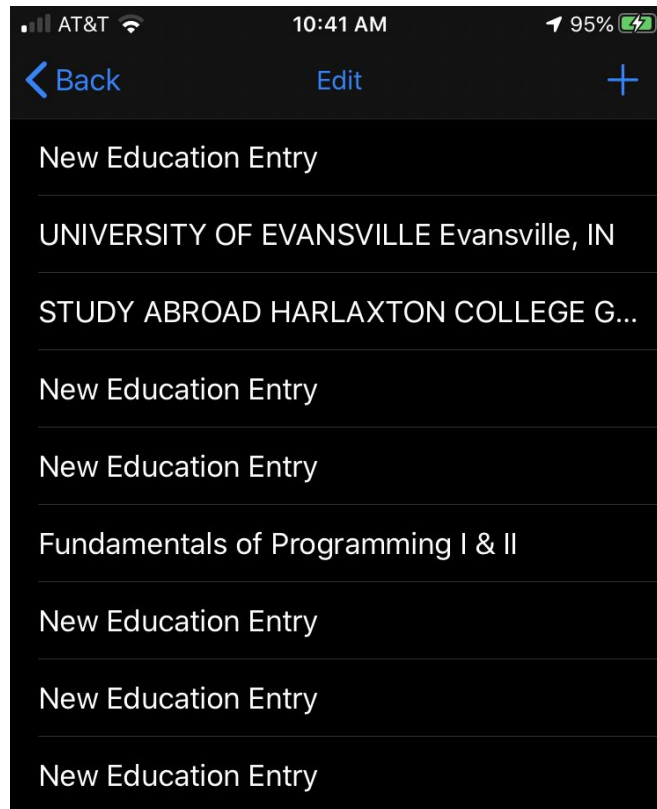 AT&T 10:41 AM 95%
Back Edit +
New Education Entry
UNIVERSITY OF EVANSVILLE Evansville, IN
STUDY ABROAD HARLAXTON COLLEGE G...
New Education Entry
New Education Entry
Fundamentals of Programming I & II
New Education Entry
New Education Entry
New Education Entry